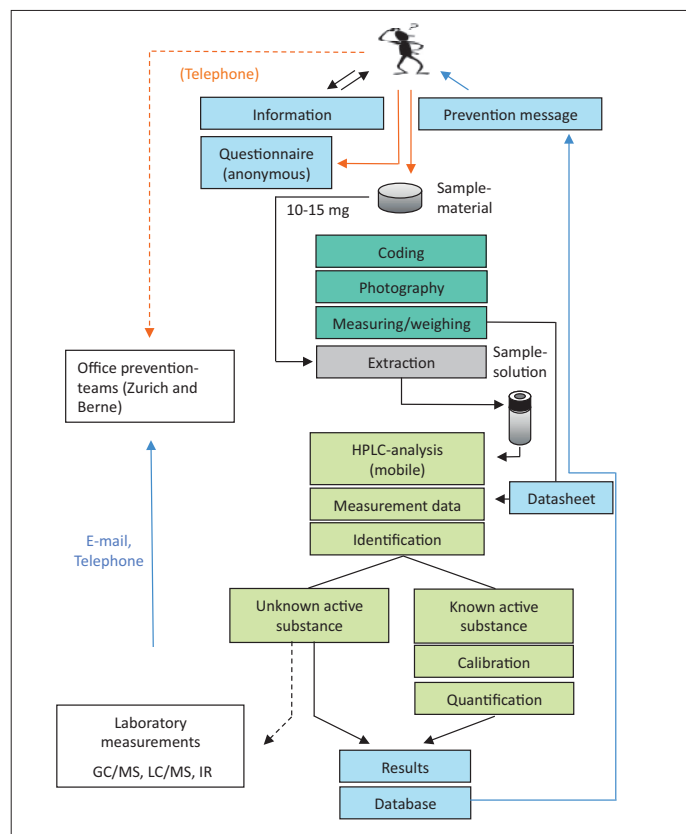 ?
(Telephone)
Information
Prevention message
Questionnaire
(anonymous)
Sample-
material
10-15 mg
Coding
Photography
Measuring/weighing
Extraction
Sample-
solution
Office prevention-
teams (Zurich and
Berne)
HPLC-analysis
(mobile)
Measurement data
Datasheet
Identification
E-mail,
Telephone
Unknown active
substance
Known active
substance
Calibration
Quantification
Laboratory
measurements
GC/MS, LC/MS, IR
Results
Database